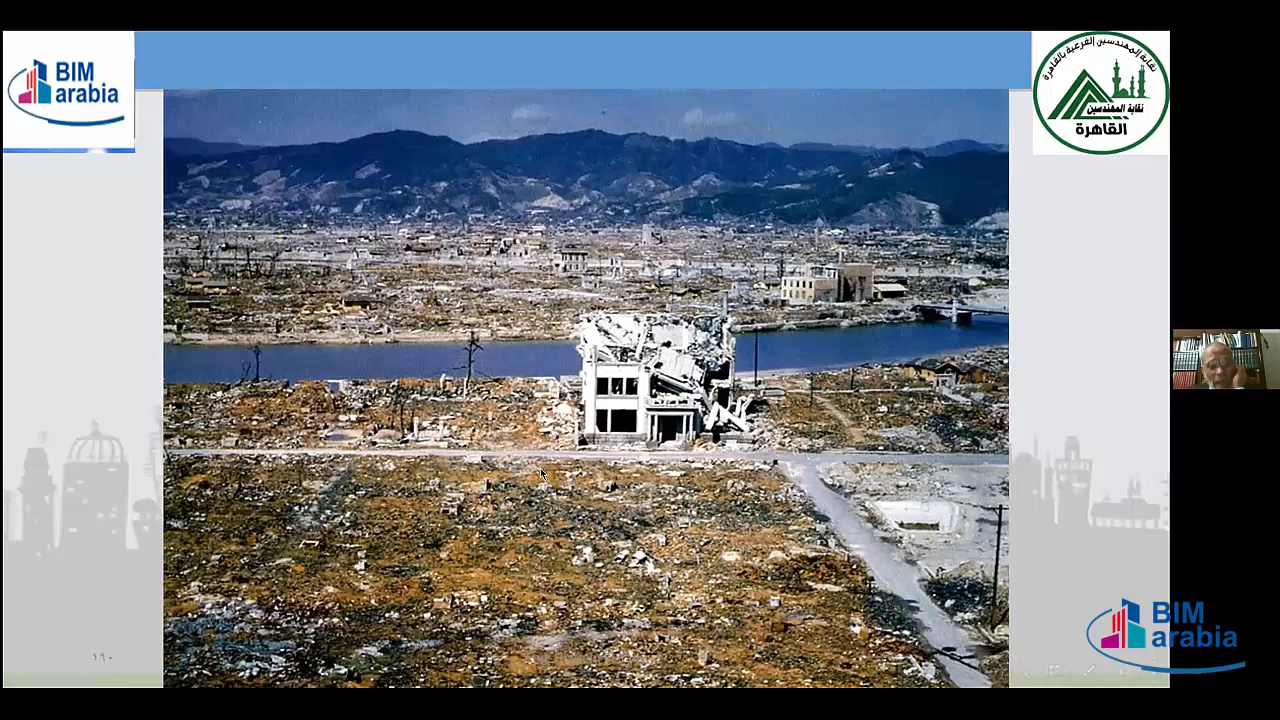 BIM
arabia
نقابة المهندسين الفرعية بالقاهرة
نقابة المهندسين
القاهرة
١٩٠
BIM
arabia